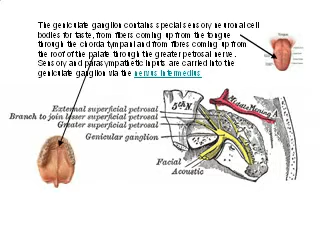 The geniculate ganglion contains special sensory neuronal cell
bodies for taste, from fibers coming up from the tongue
through the chorda tympani and from fibres coming up from
the roof of the palate through the greater petrosal nerve.
Sensory and parasympathetic inputs are carried into the
geniculate ganglion via the nervus intermedius
External superficial petrosal
Branch to join lesser superficial petrosal
Greater superficial petrosal
Genicular ganglion
5th N.
Middle Mening. A.
Facial
Acoustic